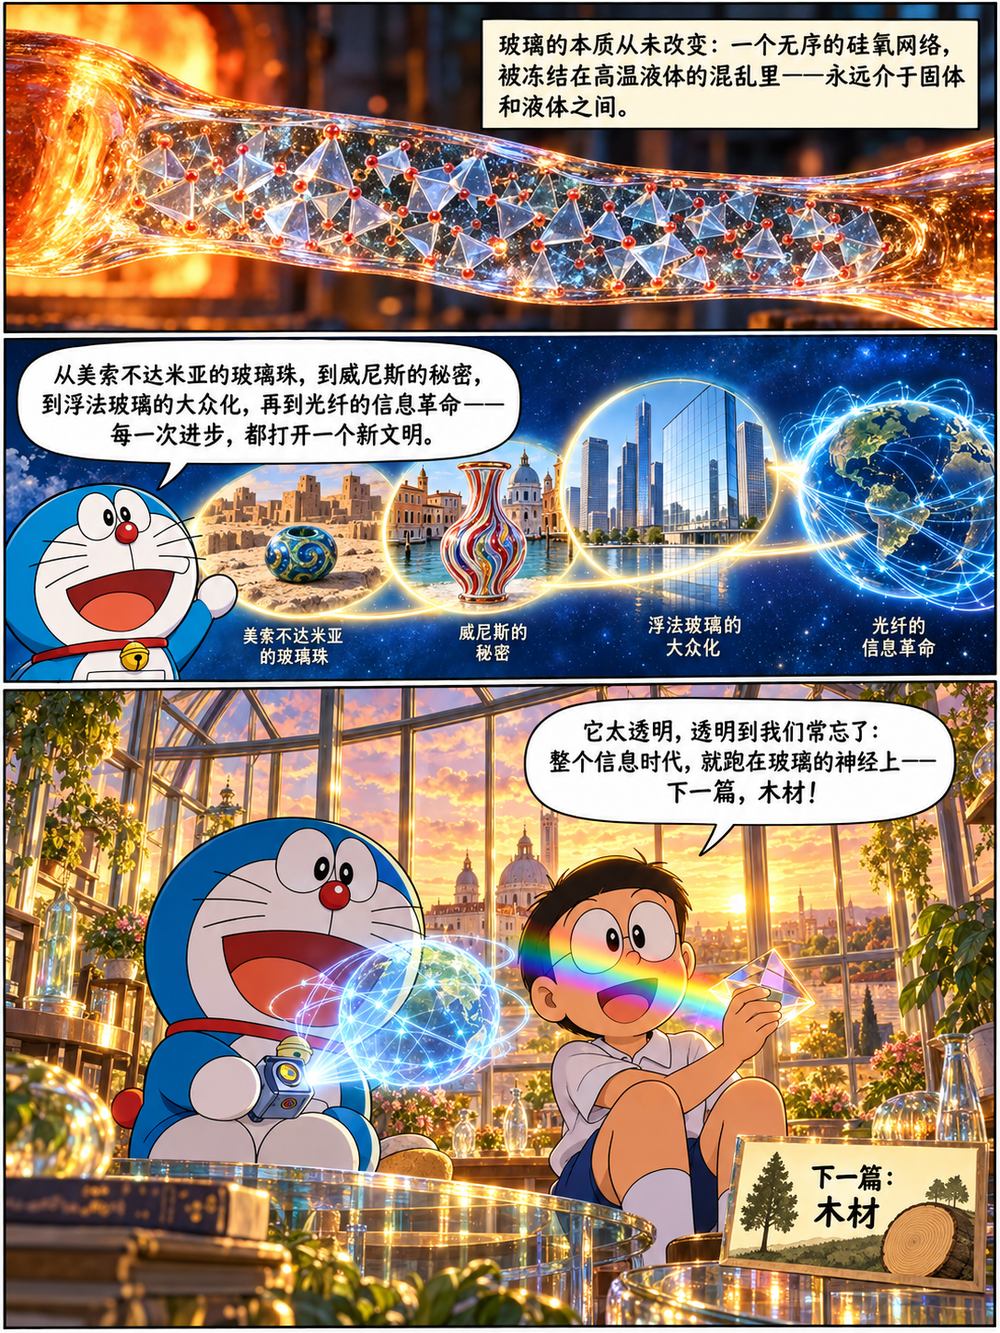 玻璃的本质从未改变：一个无序的硅氧网络，
被冻结在高温液体的混乱里——永远介于固体
和液体之间。
从美索不达米亚的玻璃珠，到威尼斯的秘密，
到浮法玻璃的大众化，再到光纤的信息革命——
每一次进步，都打开一个新文明。
美索不达米亚
的玻璃珠
威尼斯的
秘密
浮法玻璃的
大众化
光纤的
信息革命
它太透明，透明到我们常忘了：
整个信息时代，就跑在玻璃的神经上——
下一篇，木材！
下一篇：
木材